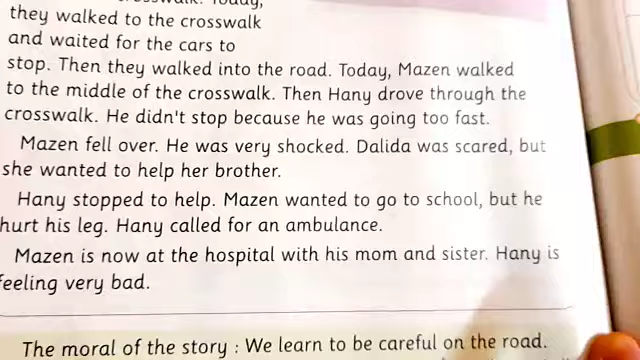 crosswalk. Today,
they walked to the crosswalk
and waited for the cars to
stop. Then they walked into the road. Today, Mazen walked
to the middle of the crosswalk. Then Hany drove through the
crosswalk. He didn't stop because he was going too fast.
Mazen fell over. He was very shocked. Dalida was scared, but
she wanted to help her brother.
Hany stopped to help. Mazen wanted to go to school, but he
hurt his leg. Hany called for an ambulance.
Mazen is now at the hospital with his mom and sister. Hany is
feeling very bad.
The moral of the story : We learn to be careful on the road.